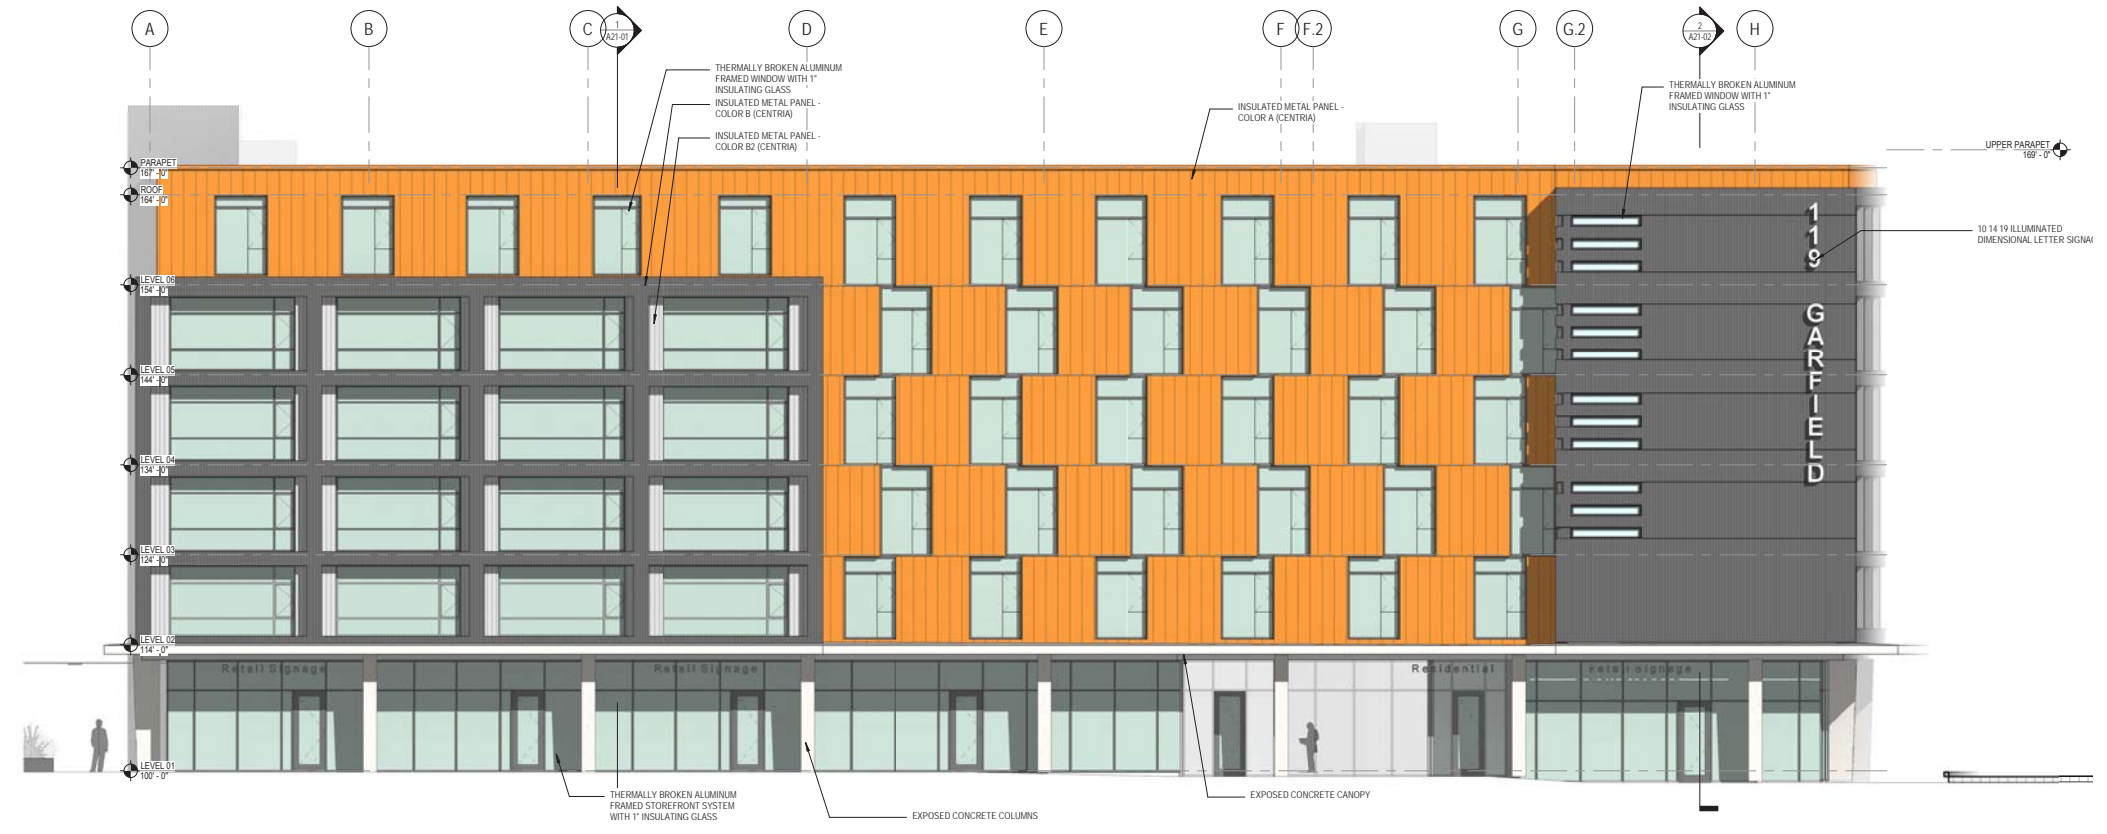 A
B
C
1
A21-01
D
E
F
F.2
G
G.2
2
A21-02
H
THERMALLY BROKEN ALUMINUM
FRAMED WINDOW WITH 1"
INSULATING GLASS
INSULATED METAL PANEL -
COLOR B (CENTRIA)
INSULATED METAL PANEL -
COLOR B2 (CENTRIA)
INSULATED METAL PANEL -
COLOR A (CENTRIA)
THERMALLY BROKEN ALUMINUM
FRAMED WINDOW WITH 1"
INSULATING GLASS
UPPER PARAPET
169' - 0"
PARAPET
167' - 0"
ROOF
164' - 0"
119 GARFIELD
10 14 19 ILLUMINATED
DIMENSIONAL LETTER SIGNAG
LEVEL 06
154' - 0"
LEVEL 05
144' - 0"
LEVEL 04
134' - 0"
LEVEL 03
124' - 0"
LEVEL 02
114' - 0"
Retail Signage
Retail Signage
Residential
Retail Signage
LEVEL 01
100' - 0"
THERMALLY BROKEN ALUMINUM
FRAMED STOREFRONT SYSTEM
WITH 1" INSULATING GLASS
EXPOSED CONCRETE COLUMNS
EXPOSED CONCRETE CANOPY